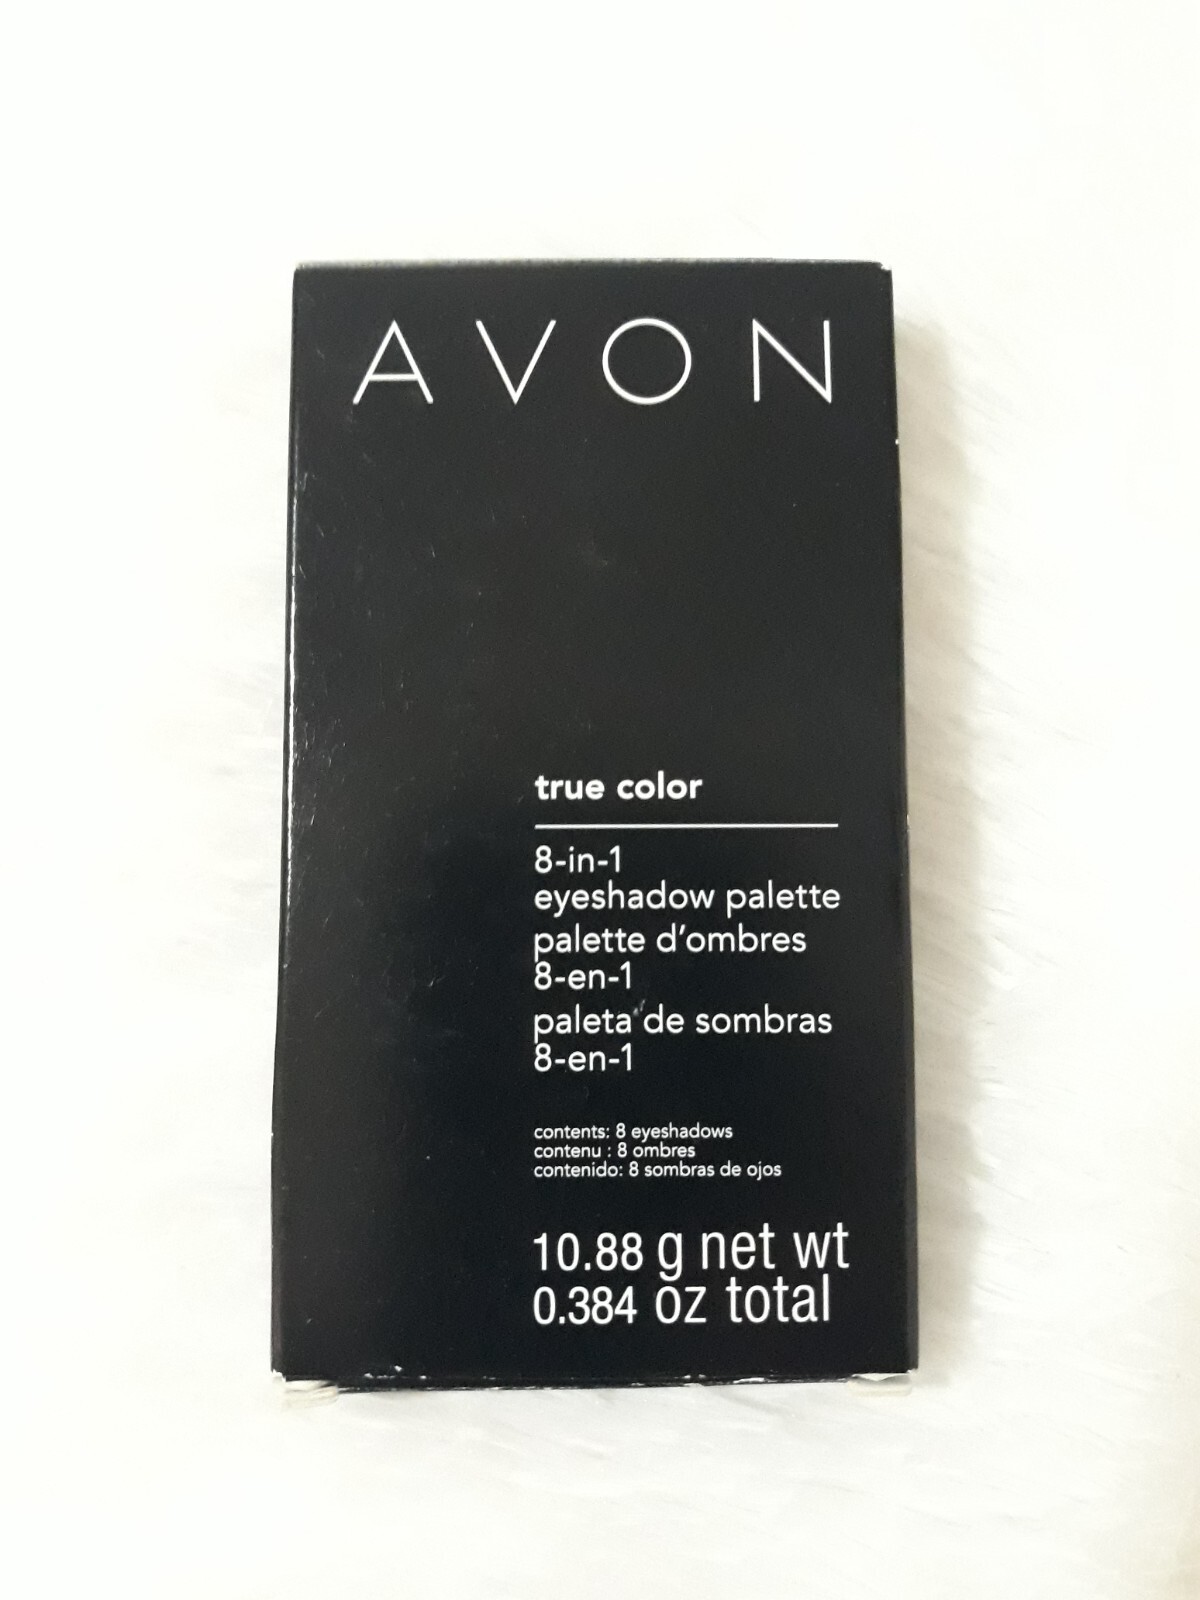 AVON
true color
8-in-1
eyeshadow palette
palette d'ombres
8-en-1
paleta de sombras
8-en-1
contents: 8 eyeshadows
contenu : 8 ombres
contenido: 8 sombras de ojos
10.88 g net wt
0.384 oz total